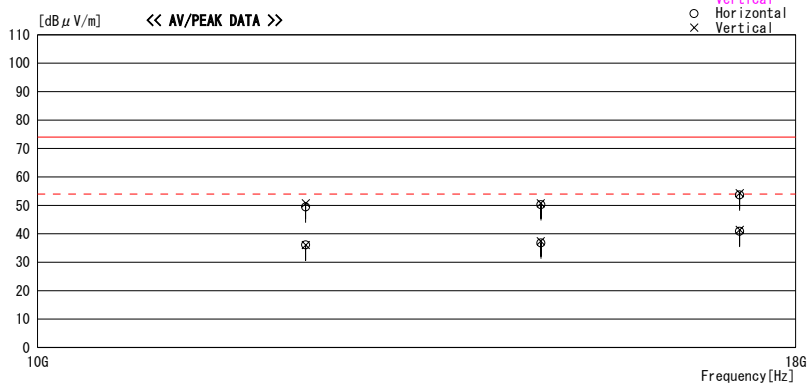 Vertical
[dBμV/m] << AV/PEAK DATA >>
Horizontal
Vertical
110
100
90
80
70
60
50
40
30
20
10
0
10G 18G
Frequency[Hz]